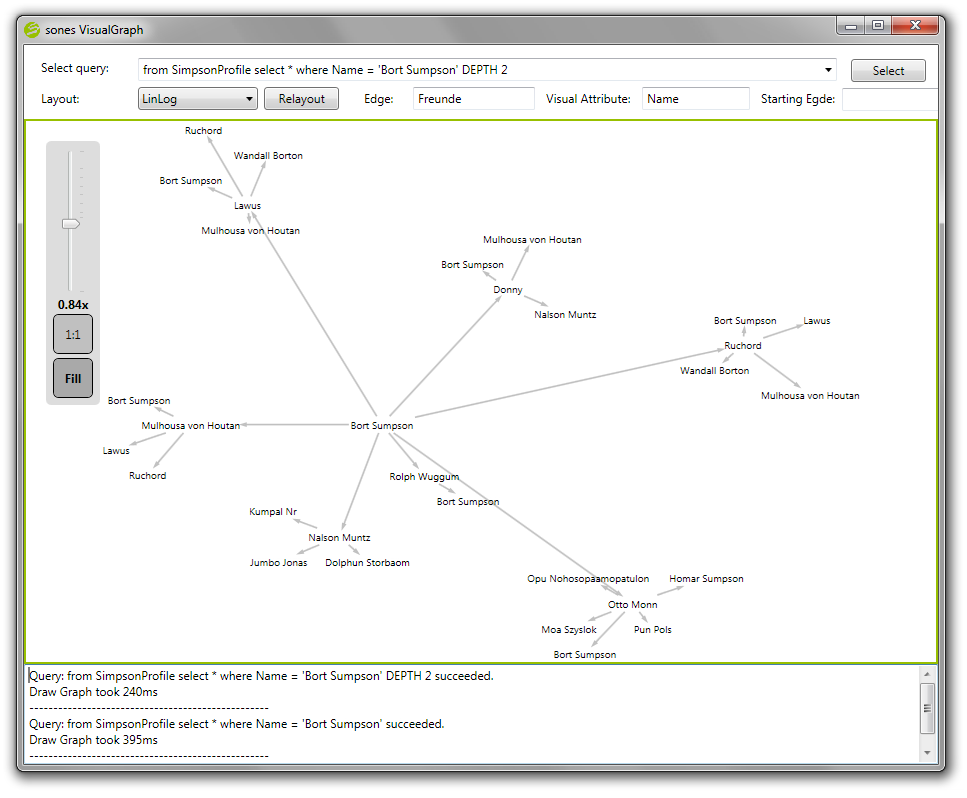 sones VisualGraph
Select query: from SimpsonProfile select * where Name = 'Bort Sumpson' DEPTH 2 Select
Layout: LinLog Relayout Edge: Freunde Visual Attribute: Name Starting Egde:
Ruchord
Wandall Borton
Bort Sumpson
Lawus
Mulhousa von Houtan
Mulhousa von Houtan
Bort Sumpson
Donny
Nalson Muntz
0.84x
1:1
Fill
Bort Sumpson Lawus
Ruchord
Wandall Borton
Mulhousa von Houtan
Bort Sumpson
Mulhousa von Houtan
Lawus
Ruchord
Bort Sumpson
Rolph Wuggum
Bort Sumpson
Kumpal Nr
Nalson Muntz
Jumbo Jonas Dolphun Storbaom
Opu Nohosopaamopatulon Homar Sumpson
Otto Monn
Moa Szyslok Pun Pols
Bort Sumpson
Query: from SimpsonProfile select * where Name = 'Bort Sumpson' DEPTH 2 succeeded.
Draw Graph took 240ms
--------------------------------------------------
Query: from SimpsonProfile select * where Name = 'Bort Sumpson' succeeded.
Draw Graph took 395ms
--------------------------------------------------